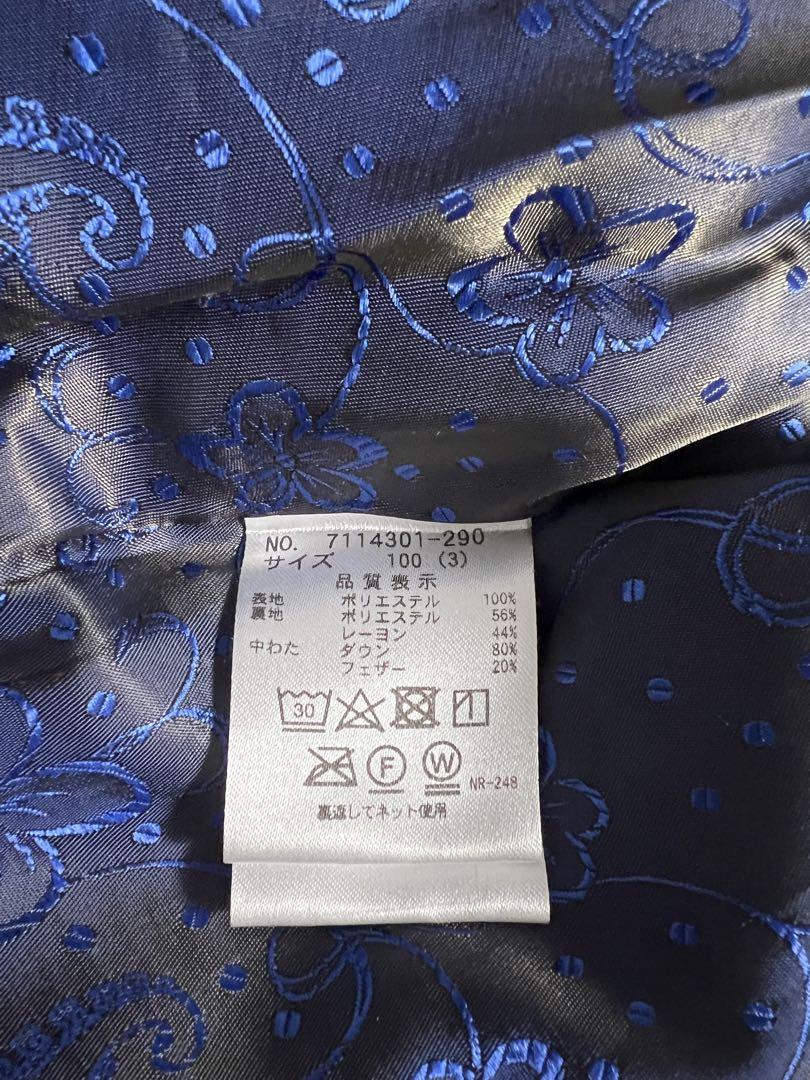 NO. 7114301-290
サイズ 100 (3)
品質表示
表地 ポリエステル 100%
裏地 ポリエステル 56%
レーヨン 44%
中わた ダウン 80%
フェザー 20%
30
F W NR-248
裏返してネット使用